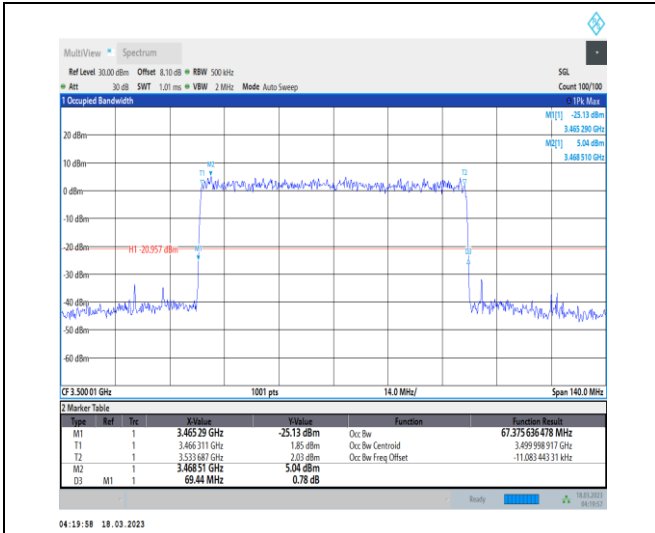 MultiView Spectrum
Ref Level 30.00 dBm Offset 8.10 dB RBW 500 kHz SGL
Att 30 dB SWT 1.01 ms VBW 2 MHz Mode Auto Sweep Count 100/100
1 Occupied Bandwidth 1Pk Max
M1[1] -25.13 dBm
3.465 290 GHz
M2[1] 5.04 dBm
3.468 510 GHz
20 dBm
10 dBm
M2
T1 T2
0 dBm
-10 dBm
-20 dBm
H1 -20.957 dBm
M1 D3
-30 dBm
-40 dBm
-50 dBm
-60 dBm
CF 3.500 01 GHz 1001 pts 14.0 MHz/ Span 140.0 MHz
2 Marker Table
Type Ref Trc X-Value Y-Value Function Function Result
M1 1 3.465 29 GHz -25.13 dBm Occ Bw 67.375 636 478 MHz
T1 1 3.466 311 GHz 1.85 dBm Occ Bw Centroid 3.499 998 917 GHz
T2 1 3.533 687 GHz 2.03 dBm Occ Bw Freq Offset -11.083 443 31 kHz
M2 1 3.468 51 GHz 5.04 dBm
D3 M1 1 69.44 MHz 0.78 dB
Ready 18.03.2023
04:19:57
04:19:58 18.03.2023